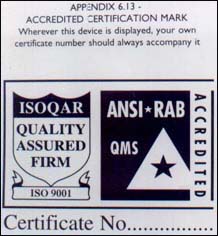 APPENDIX 6.13 -
ACCREDITED CERTIFICATION MARK
Wherever this device is displayed, your own
certificate number should always accompany it
ISOQAR
QUALITY
ASSURED
FIRM
ISO 9001
ANSI★RAB
QMS
ACCREDITED
Certificate No...............